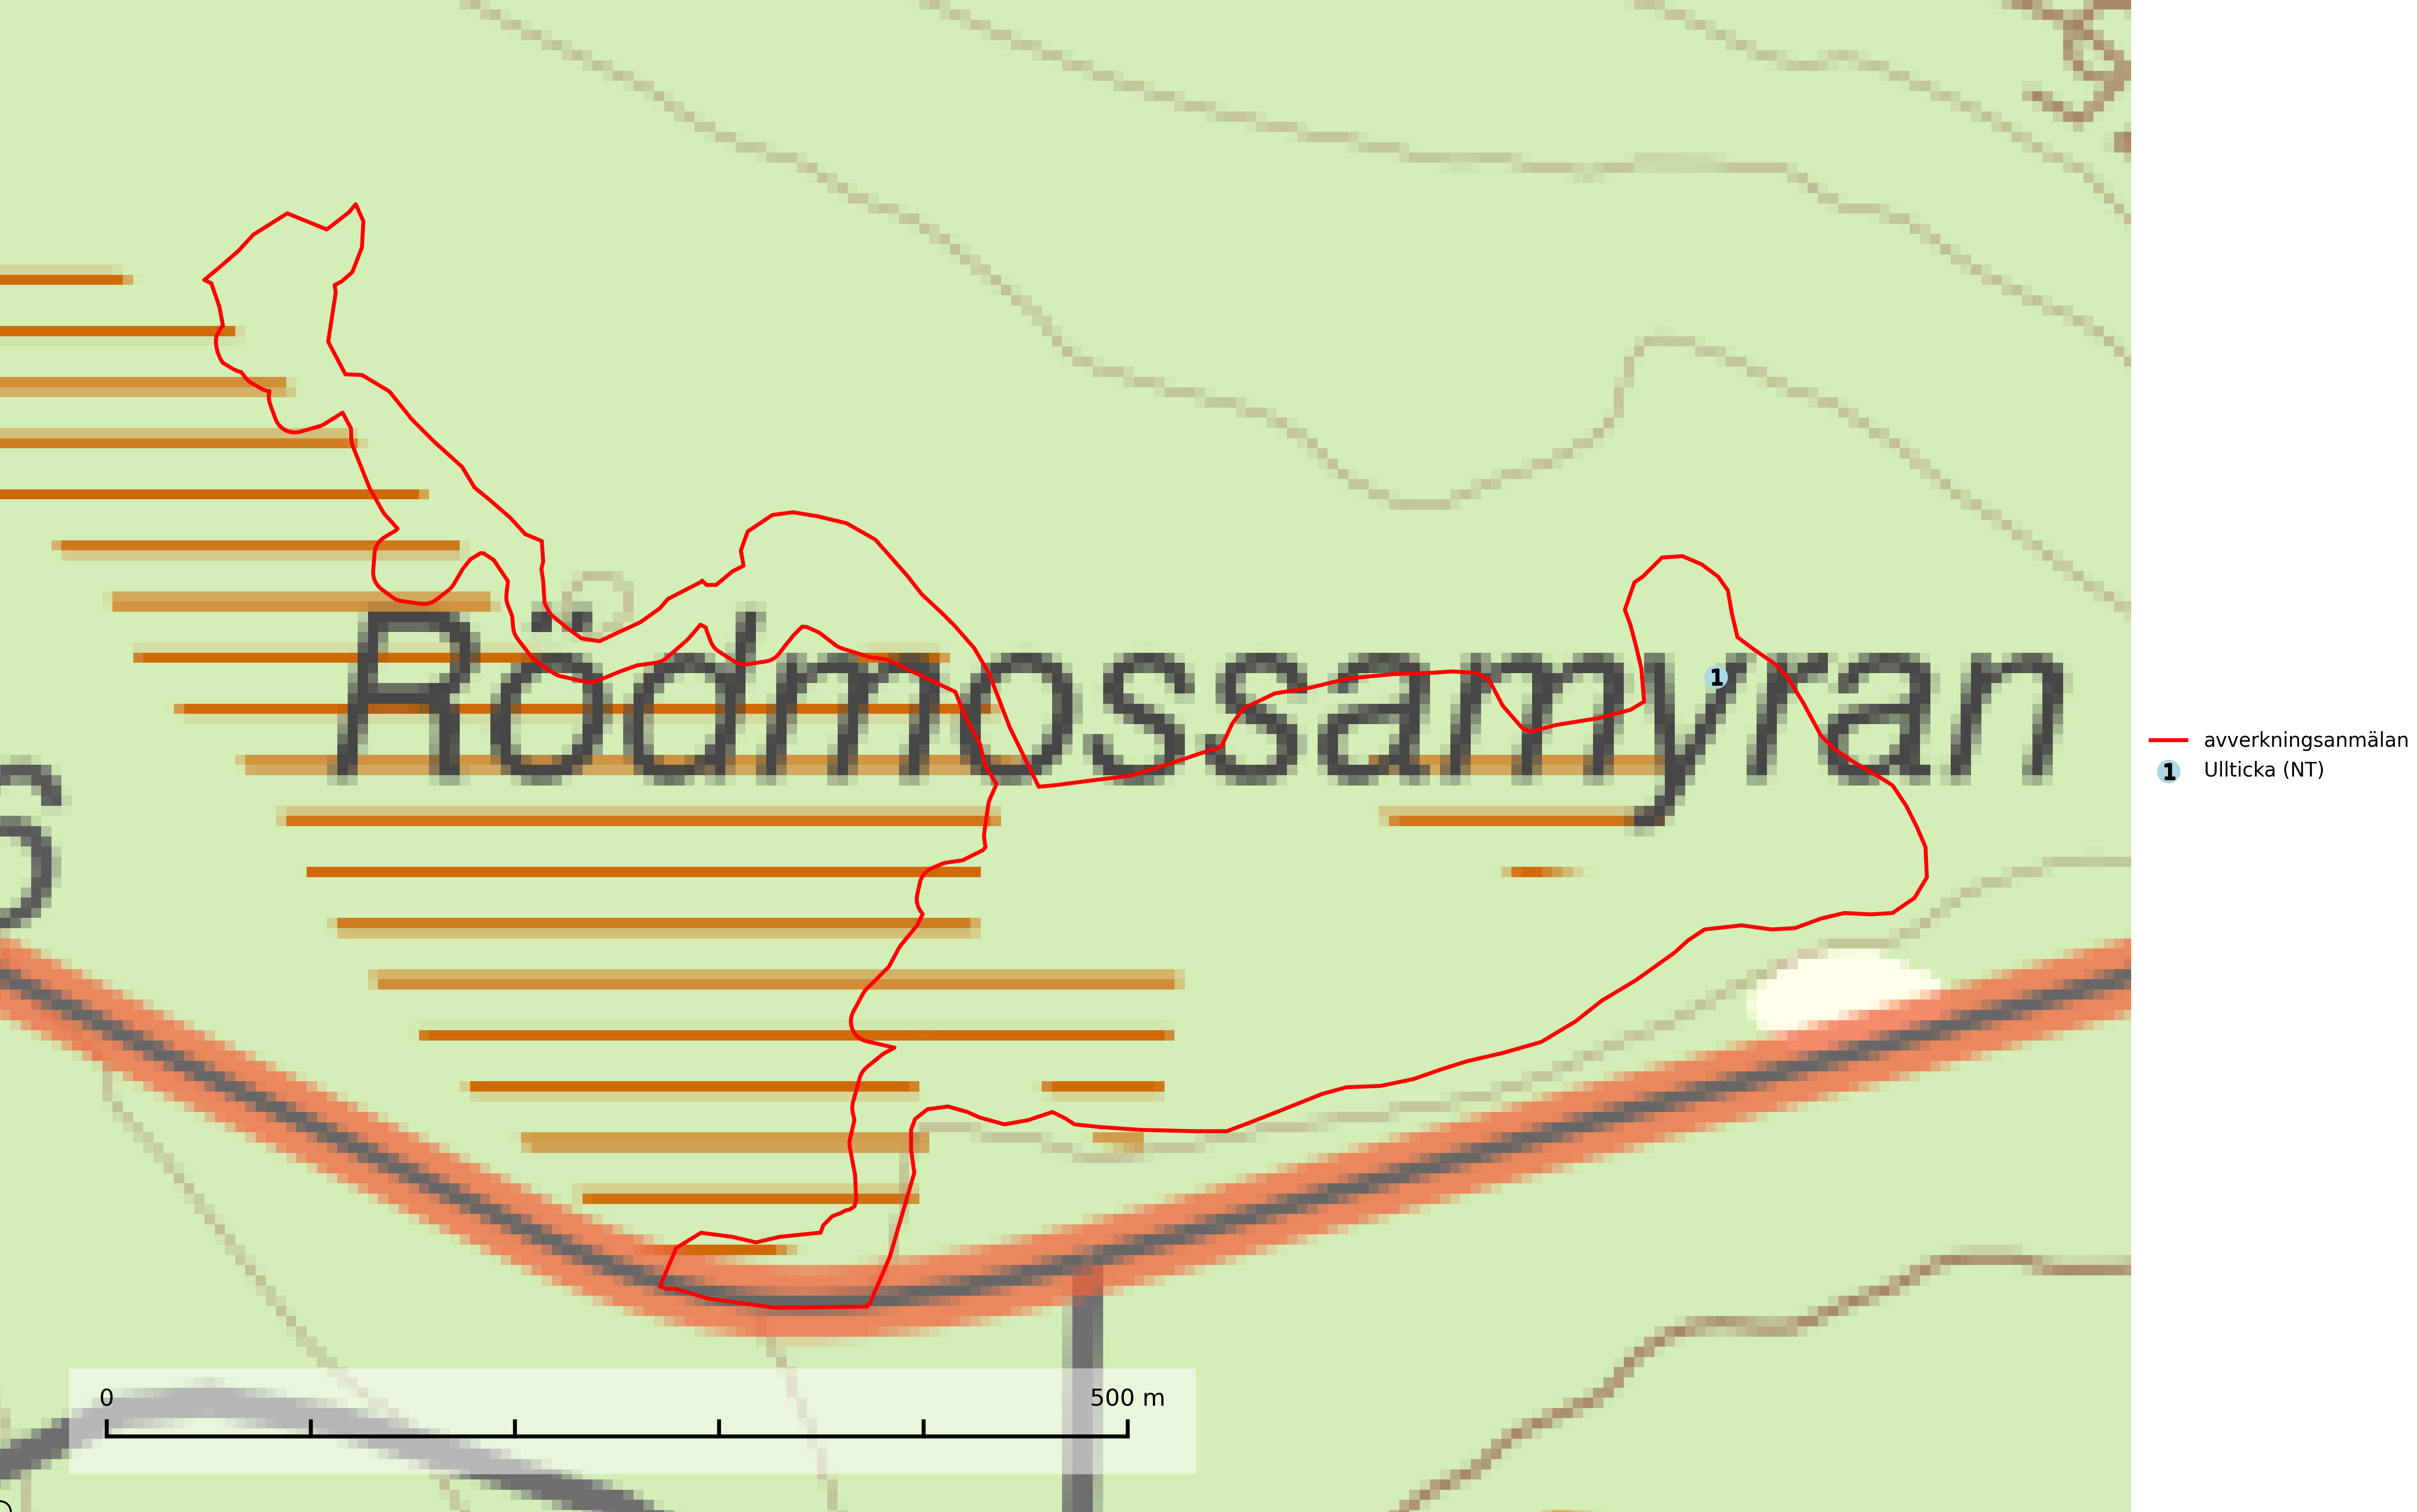 Rödmossamyran
1
avverkningsanmälan
1 Ullticka (NT)
0 500 m